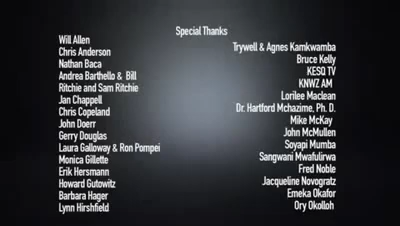 Special Thanks
Will Allen
Chris Anderson
Nathan Baca
Andrea Barthello & Bill
Ritchie and Sam Ritchie
Jan Chappell
Chris Copeland
John Doerr
Gerry Douglas
Laura Galloway & Ron Pompei
Monica Gillette
Erik Hersmann
Howard Gutowitz
Barbara Hager
Lynn Hirshfield
Trywell & Agnes Kamkwamba
Bruce Kelly
KESQ TV
KNWZ AM
Lorilee Maclean
Dr. Hartford Mchazime, Ph. D.
Mike McKay
John McMullen
Soyapi Mumba
Sangwani Mwafulirwa
Fred Noble
Jacqueline Novogratz
Emeka Okafor
Ory Okolloh